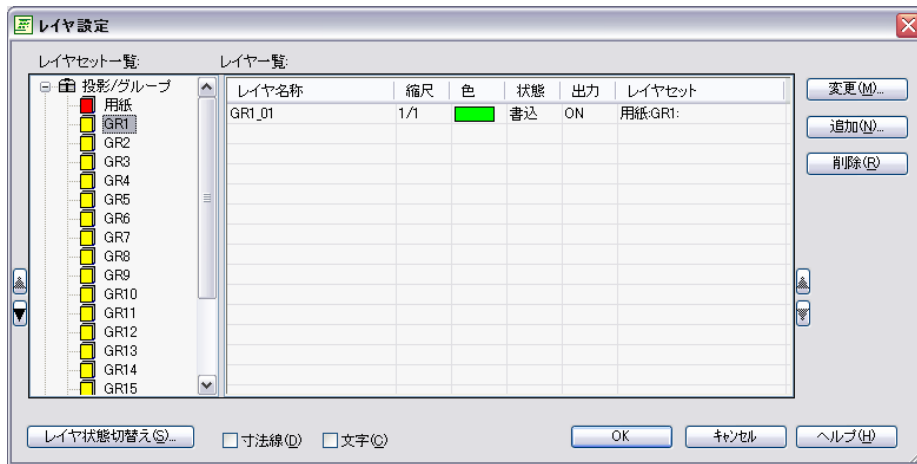 レイヤ設定
レイヤセット一覧:
レイヤ一覧:
投影/グループ
用紙
GR1
GR2
GR3
GR4
GR5
GR6
GR7
GR8
GR9
GR10
GR11
GR12
GR13
GR14
GR15
レイヤ名称 縮尺 色 状態 出力 レイヤセット
GR1_01 1/1 書込 ON 用紙:GR1:
変更(M)...
追加(N)...
削除(R)
レイヤ状態切替え(S)...
寸法線(D)
文字(C)
OK
キャンセル
ヘルプ(H)